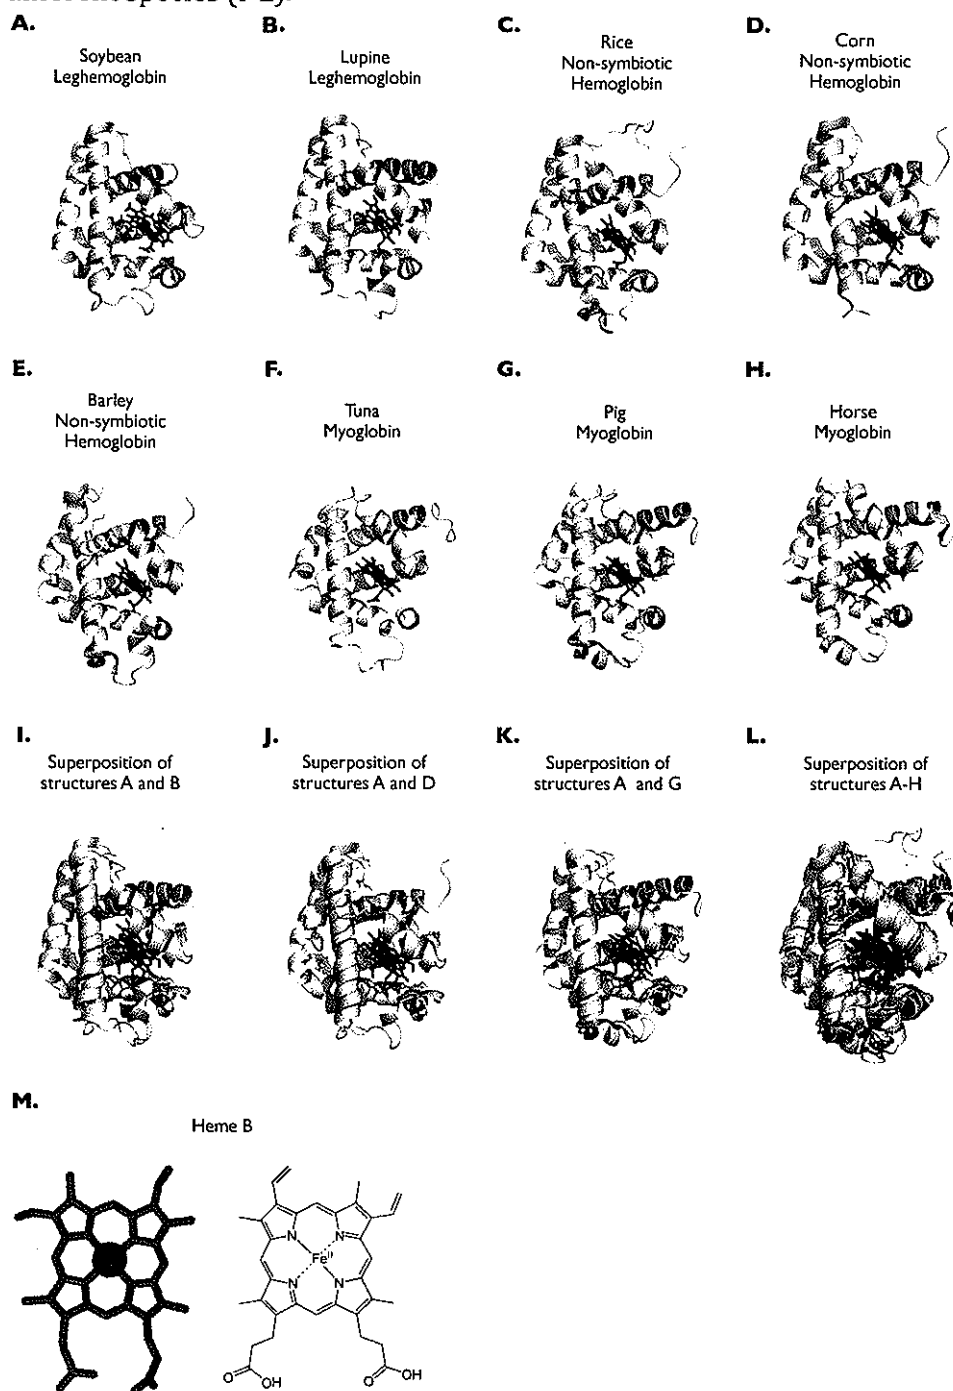 A.
Soybean
Leghemoglobin
B.
Lupine
Leghemoglobin
C.
Rice
Non-symbiotic
Hemoglobin
D.
Corn
Non-symbiotic
Hemoglobin
E.
Barley
Non-symbiotic
Hemoglobin
F.
Tuna
Myoglobin
G.
Pig
Myoglobin
H.
Horse
Myoglobin
I.
Superposition of
structures A and B
J.
Superposition of
structures A and D
K.
Superposition of
structures A and G
L.
Superposition of
structures A-H
M.
Heme B
N N
Fe II
N N
O OH O OH